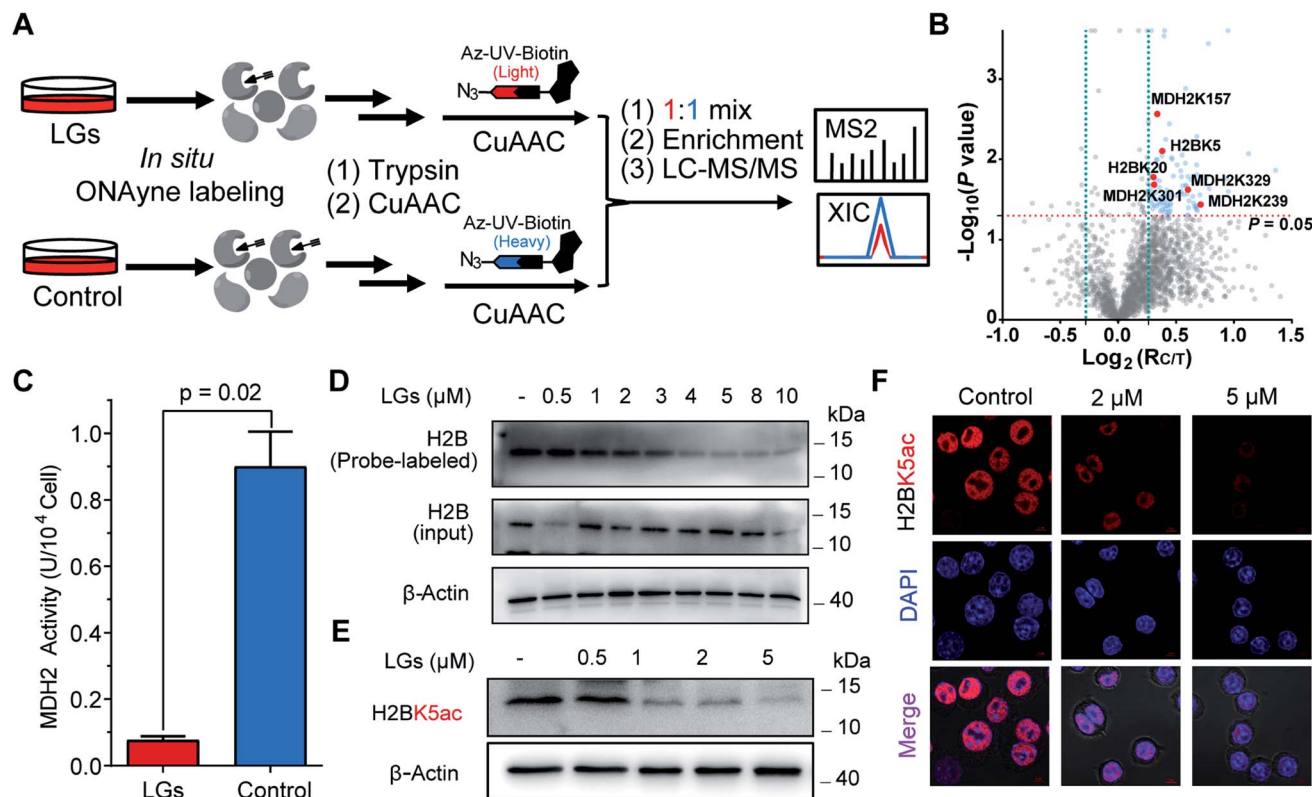 A
LGs
In situ
ONAyne labeling
Control
(1) Trypsin
(2) CuAAC
Az-UV-Biotin
(Light)
N3
CuAAC
Az-UV-Biotin
(Heavy)
N3
CuAAC
(1) 1:1 mix
(2) Enrichment
(3) LC-MS/MS
MS2
XIC
B
-Log10(P value)
3
2
1
0
MDH2K157
H2BK5
H2BK20
MDH2K329
MDH2K301
MDH2K239
P = 0.05
-1.0
-0.5
0.0
0.5
1.0
1.5
Log2 (RC/T)
C
p = 0.02
MDH2 Activity (U/10^4 Cell)
1.0
0.8
0.6
0.4
0.2
0.0
LGs
Control
D
LGs (μM) - 0.5 1 2 3 4 5 8 10
kDa
H2B
(Probe-labeled)
15
10
H2B
(input)
15
10
β-Actin
40
E
LGs (μM) - 0.5 1 2 5
kDa
H2BK5ac
15
10
β-Actin
40
F
Control
2 μM
5 μM
H2BK5ac
DAPI
Merge